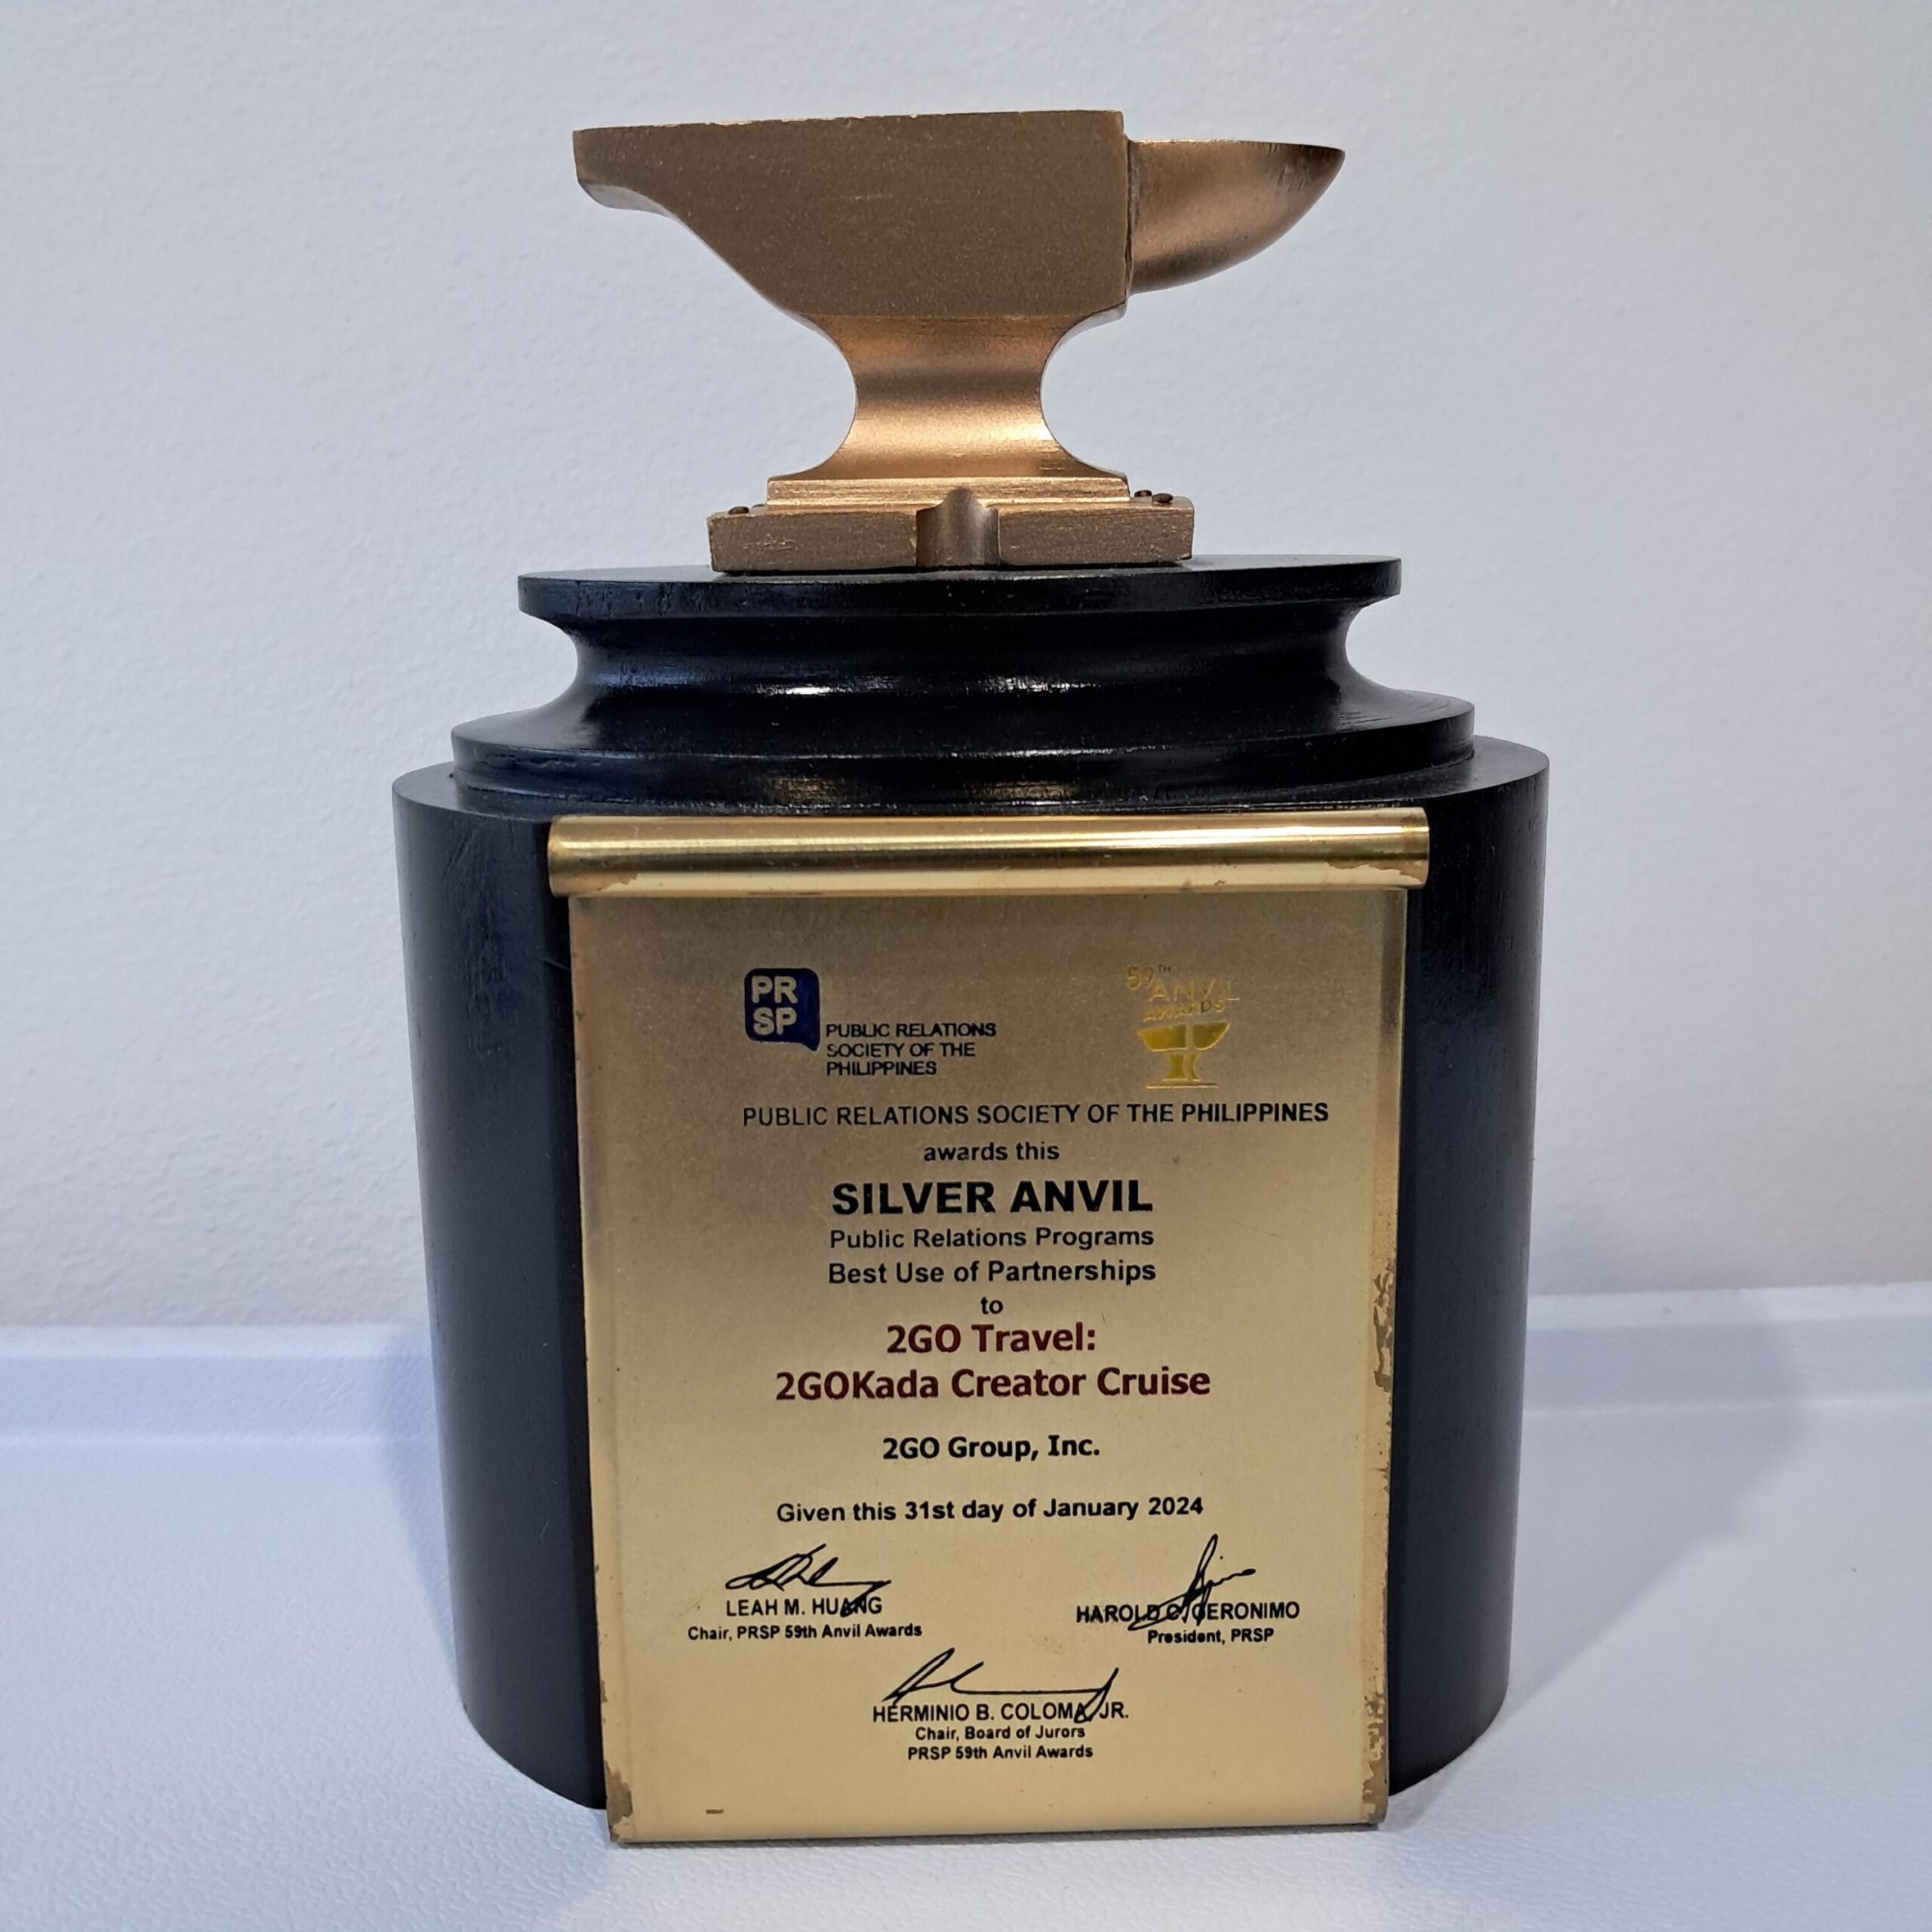 PR
SP
PUBLIC RELATIONS
SOCIETY OF THE
PHILIPPINES
59TH
ANVIL
AWARDS
PUBLIC RELATIONS SOCIETY OF THE PHILIPPINES
awards this
SILVER ANVIL
Public Relations Programs
Best Use of Partnerships
to
2GO Travel:
2GOKada Creator Cruise
2GO Group, Inc.
Given this 31st day of January 2024
LEAH M. HUANG
Chair, PRSP 59th Anvil Awards
HAROLD C. GERONIMO
President, PRSP
HERMINIO B. COLOMA, JR.
Chair, Board of Jurors
PRSP 59th Anvil Awards